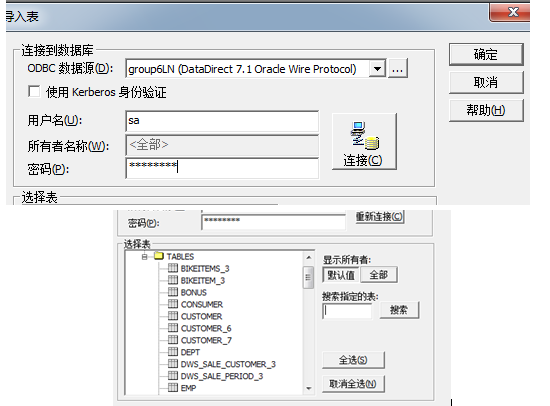 导入表
连接到数据库
ODBC 数据源(D): group6LN (DataDirect 7.1 Oracle Wire Protocol) ...
使用 Kerberos 身份验证
用户名(U): sa
所有者名称(W): <全部>
密码(P): ********
连接(C)
确定
取消
帮助(H)
选择表
密码(P): ********
重新连接(C)
选择表
TABLES
BIKEITEMS_3
BIKEITEM_3
BONUS
CONSUMER
CUSTOMER
CUSTOMER_6
CUSTOMER_7
DEPT
DWS_SALE_CUSTOMER_3
DWS_SALE_PERIOD_3
EMP
显示所有者:
默认值 全部
搜索指定的表:
搜索
全选(S)
取消全选(N)